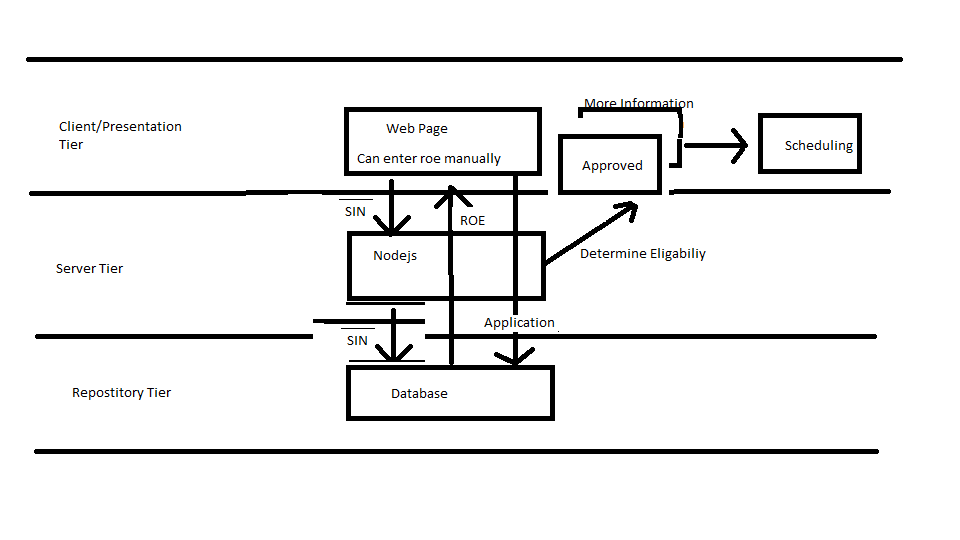 More Information
Client/Presentation
Tier
Web Page
Can enter roe manually
Approved
Scheduling
SIN
ROE
Nodejs
Determine Eligabiliy
Server Tier
Application
SIN
Repostitory Tier
Database